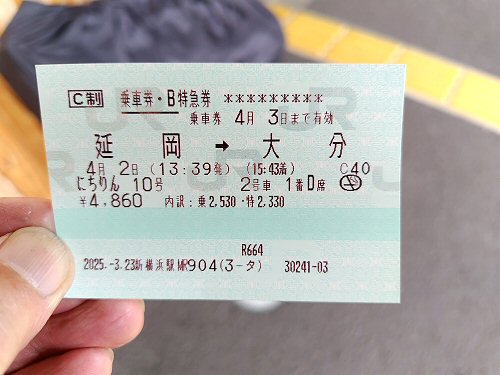 C制 乗車券・B特急券 *********
乗車券 4月 3日まで有効
延岡 → 大分
4月 2日(13:39発) (15:43着) C40
にちりん 10号 2号車 1番D席
¥4,860 内訳:乗2,530・特2,330
R664
2025.-3.23新横浜駅MR904(3-タ) 30241-03